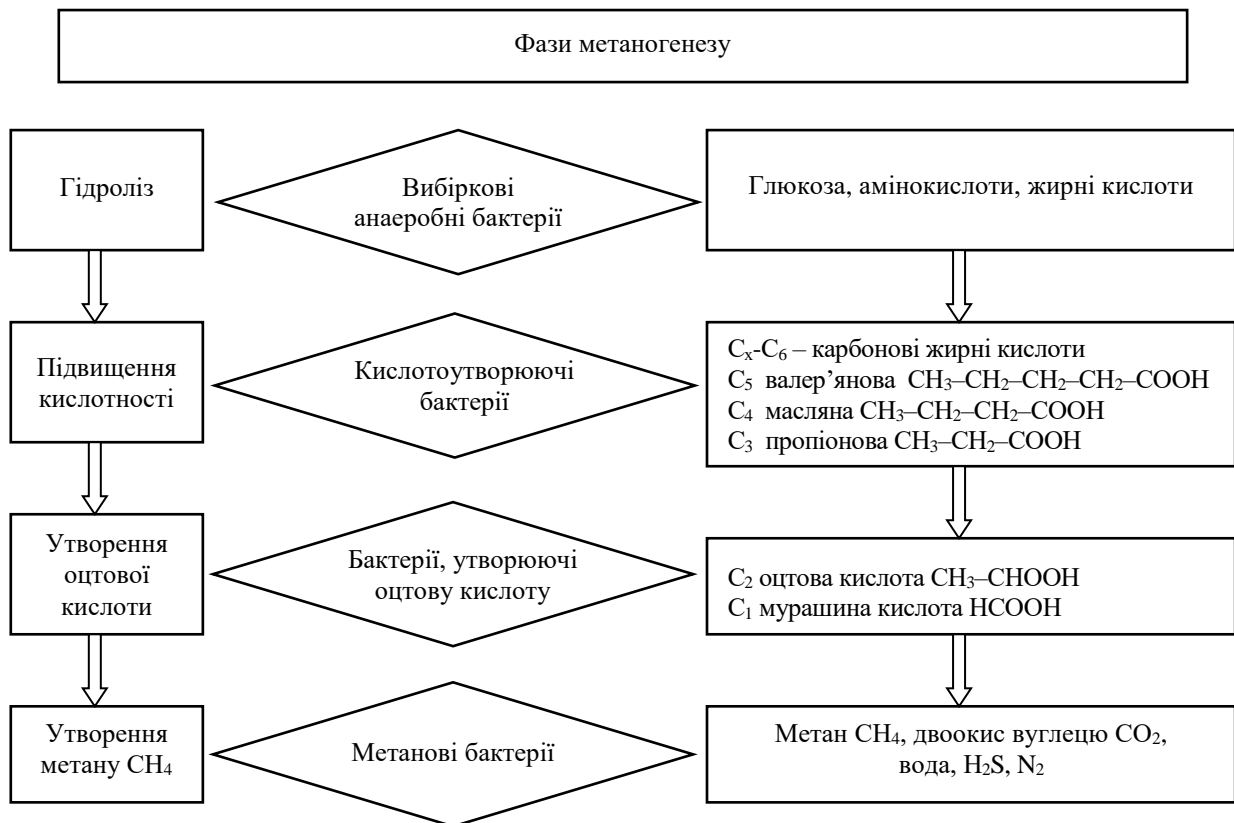 Фази метаногенезу
Гідроліз
Вибіркові
анаеробні бактерії
Глюкоза, амінокислоти, жирні кислоти
Підвищення
кислотності
Кислотоутворюючі
бактерії
Cₓ-C₆ – карбонові жирні кислоти
C₅ валер’янова CH₃–CH₂–CH₂–CH₂–COOH
C₄ масляна CH₃–CH₂–CH₂–COOH
C₃ пропіонова CH₃–CH₂–COOH
Утворення
оцтової
кислоти
Бактерії, утворюючі
оцтову кислоту
C₂ оцтова кислота CH₃–CHOOH
C₁ мурашина кислота HCOOH
Утворення
метану CH₄
Метанові бактерії
Метан CH₄, двоокис вуглецю CO₂,
вода, H₂S, N₂